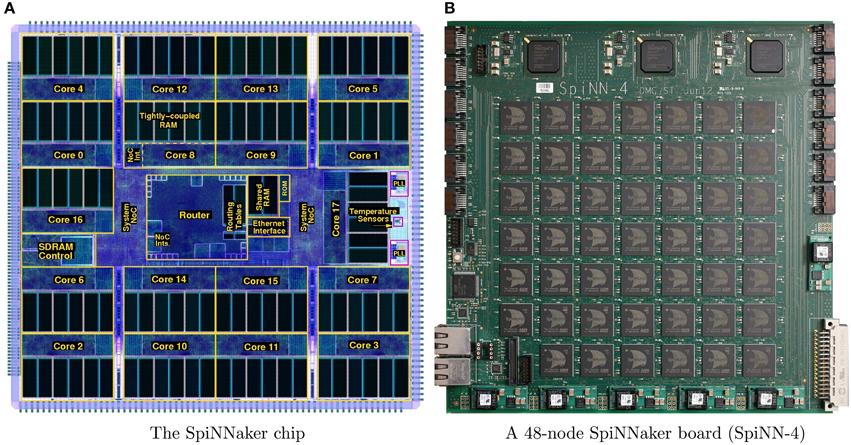 A
B
Core 4
Core 12
Core 13
Core 5
Tightly-coupled
RAM
Core 0
NoC
Int.
Core 8
Core 9
Core 1
Core 16
System
NoC
Router
Routing
Tables
NoC
Ints.
Shared
RAM
ROM
Ethernet
Interface
System
NoC
Core 17
PLL
Temperature
Sensors
PLL
SDRAM
Control
Core 6
Core 14
Core 15
Core 7
Core 2
Core 10
Core 11
Core 3
SpiNN-4
DMG/ST Jun12
The SpiNNaker chip
A 48-node SpiNNaker board (SpiNN-4)